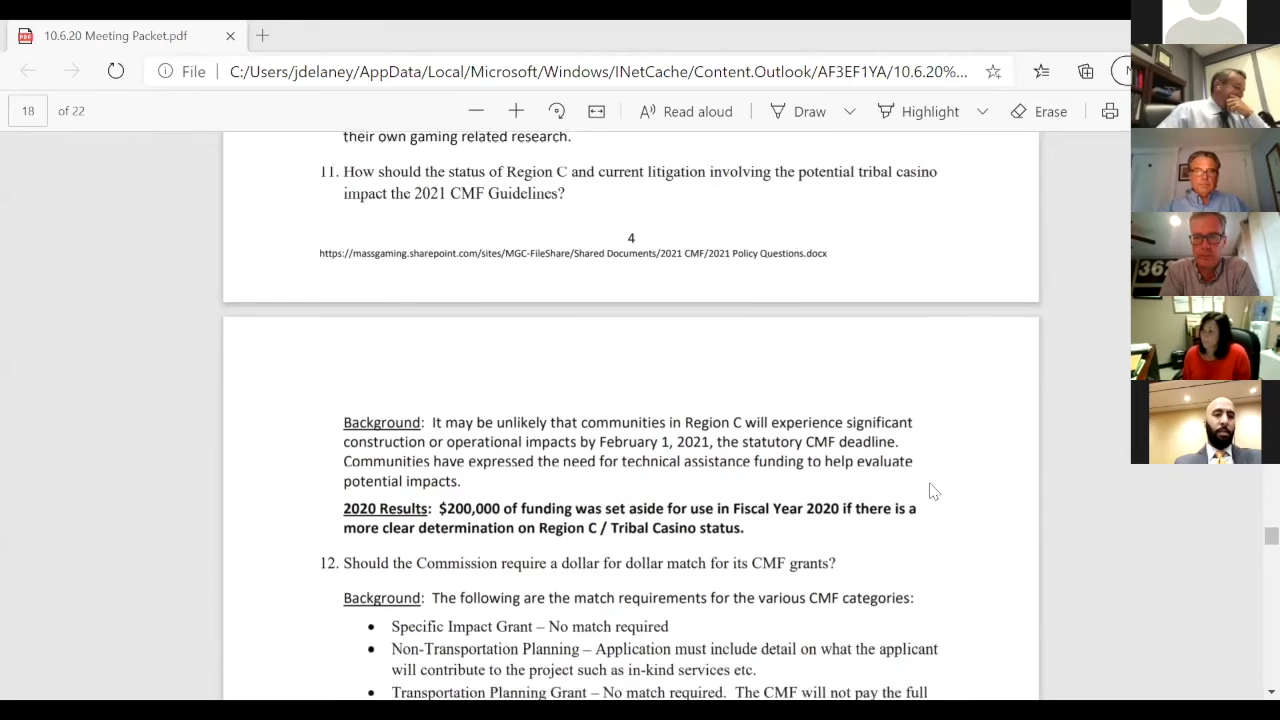 10.6.20 Meeting Packet.pdf
File C:/Users/jdelaney/AppData/Local/Microsoft/Windows/INetCache/Content.Outlook/AF3EF1YA/10.6.20%...
18 of 22 Read aloud Draw Highlight Erase
their own gaming related research.
11. How should the status of Region C and current litigation involving the potential tribal casino
impact the 2021 CMF Guidelines?
4
https://massgaming.sharepoint.com/sites/MGC-FileShare/Shared Documents/2021 CMF/2021 Policy Questions.docx
Background: It may be unlikely that communities in Region C will experience significant
construction or operational impacts by February 1, 2021, the statutory CMF deadline.
Communities have expressed the need for technical assistance funding to help evaluate
potential impacts.
2020 Results: $200,000 of funding was set aside for use in Fiscal Year 2020 if there is a
more clear determination on Region C / Tribal Casino status.
12. Should the Commission require a dollar for dollar match for its CMF grants?
Background: The following are the match requirements for the various CMF categories:
• Specific Impact Grant – No match required
• Non-Transportation Planning – Application must include detail on what the applicant
will contribute to the project such as in-kind services etc.
• Transportation Planning Grant – No match required. The CMF will not pay the full